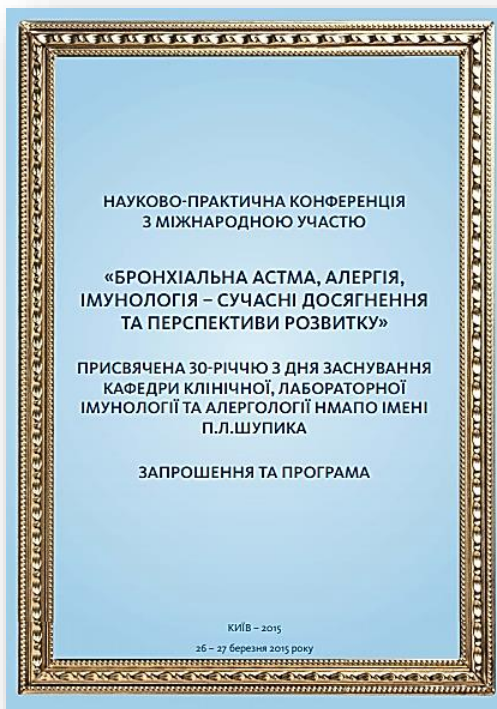 НАУКОВО-ПРАКТИЧНА КОНФЕРЕНЦІЯ
З МІЖНАРОДНОЮ УЧАСТЮ
«БРОНХІАЛЬНА АСТМА, АЛЕРГІЯ,
ІМУНОЛОГІЯ – СУЧАСНІ ДОСЯГНЕННЯ
ТА ПЕРСПЕКТИВИ РОЗВИТКУ»
ПРИСВЯЧЕНА 30-РІЧЧЮ З ДНЯ ЗАСНУВАННЯ
КАФЕДРИ КЛІНІЧНОЇ, ЛАБОРАТОРНОЇ
ІМУНОЛОГІЇ ТА АЛЕРГОЛОГІЇ НМАПО ІМЕНІ
П.Л.ШУПИКА
ЗАПРОШЕННЯ ТА ПРОГРАМА
КИЇВ – 2015
26 – 27 березня 2015 року